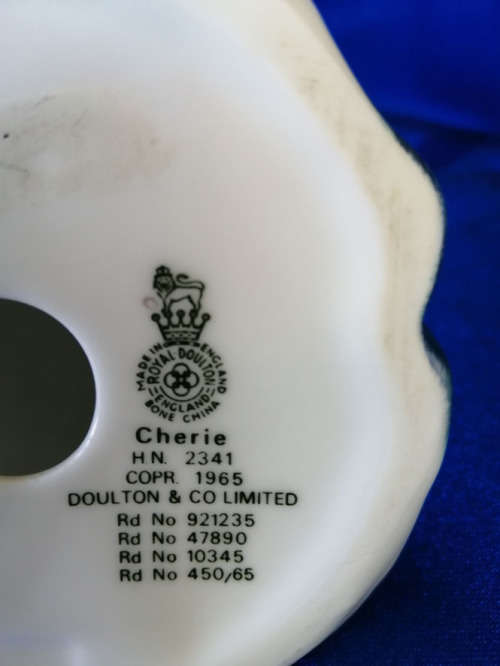 MADE IN ENGLAND
ROYAL DOULTON
ENGLAND
BONE CHINA
Cherie
H.N. 2341
COPR. 1965
DOULTON & CO LIMITED
Rd No 921235
Rd No 47890
Rd No 10345
Rd No 450/65